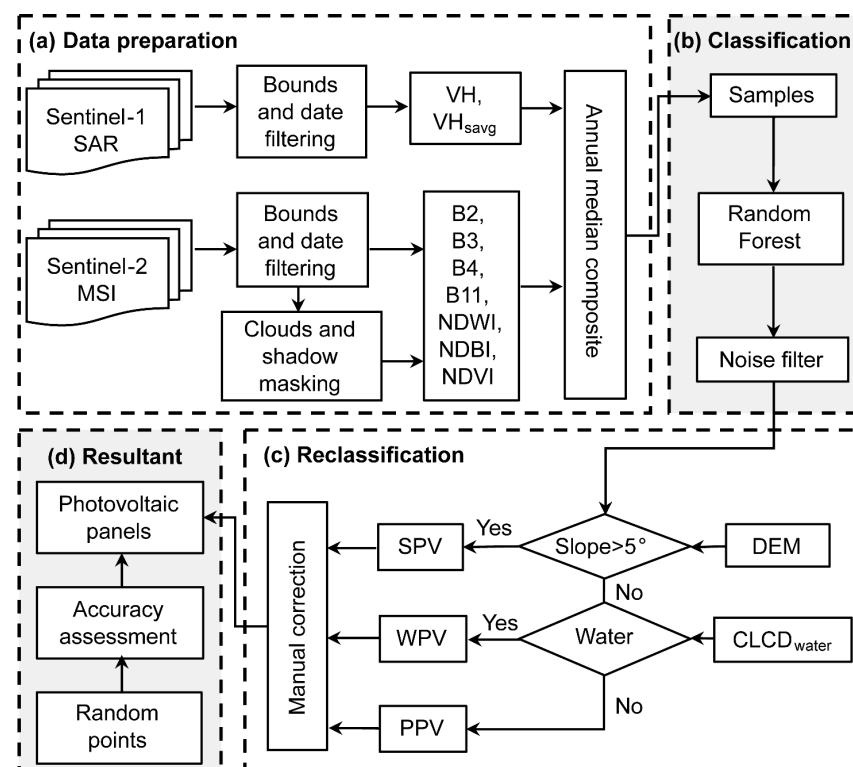 (a) Data preparation
Sentinel-1
SAR
Bounds
and date
filtering
VH,
VHsavg
Sentinel-2
MSI
Bounds
and date
filtering
Clouds and
shadow
masking
B2,
B3,
B4,
B11,
NDWI,
NDBI,
NDVI
Annual median composite
(b) Classification
Samples
Random
Forest
Noise filter
(c) Reclassification
Slope>5°
DEM
Yes
SPV
No
Water
CLCDwater
Yes
WPV
No
PPV
Manual correction
(d) Resultant
Photovoltaic
panels
Accuracy
assessment
Random
points